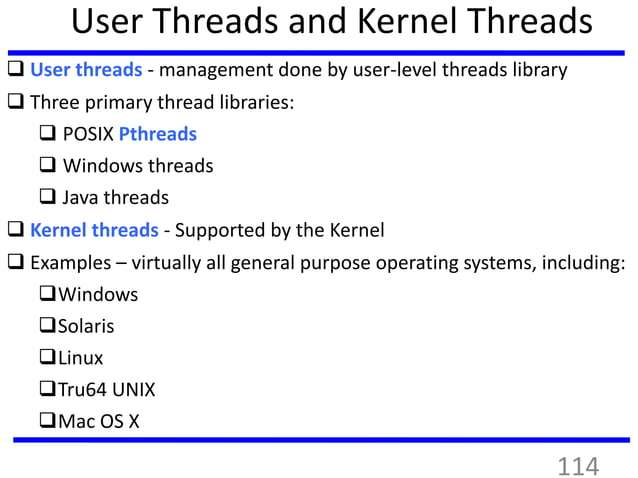 User Threads and Kernel Threads
❑ User threads - management done by user-level threads library
❑ Three primary thread libraries:
❑ POSIX Pthreads
❑ Windows threads
❑ Java threads
❑ Kernel threads - Supported by the Kernel
❑ Examples – virtually all general purpose operating systems, including:
❑Windows
❑Solaris
❑Linux
❑Tru64 UNIX
❑Mac OS X
114